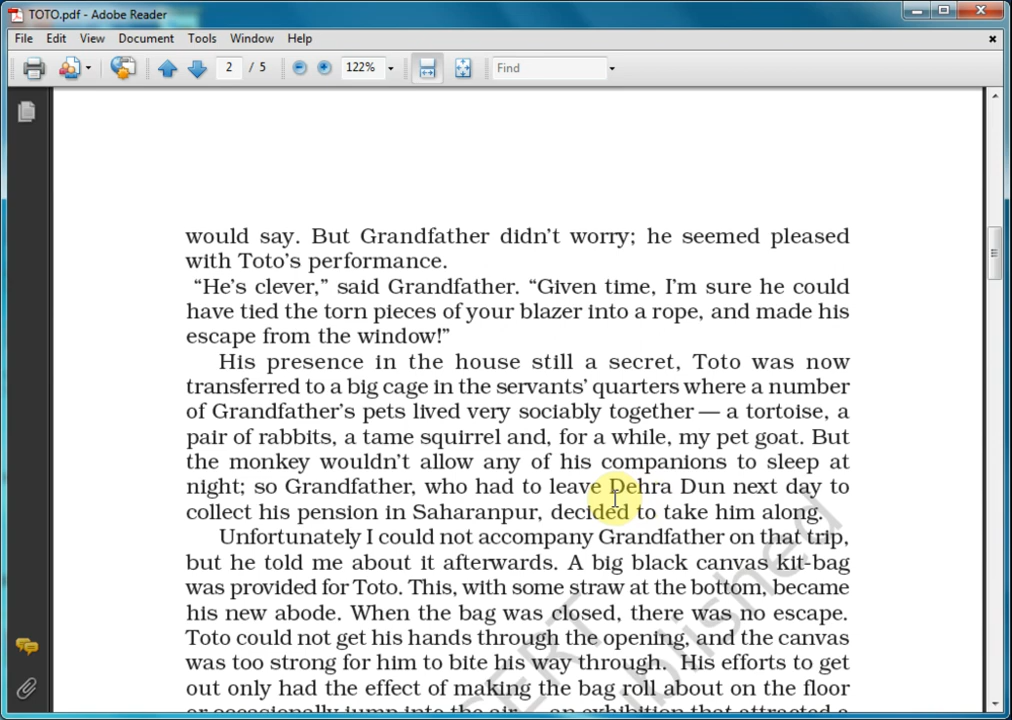 TOTO.pdf - Adobe Reader
File Edit View Document Tools Window Help
2 / 5 122% Find
would say. But Grandfather didn't worry; he seemed pleased
with Toto's performance.
"He's clever," said Grandfather. "Given time, I'm sure he could
have tied the torn pieces of your blazer into a rope, and made his
escape from the window!"
His presence in the house still a secret, Toto was now
transferred to a big cage in the servants' quarters where a number
of Grandfather's pets lived very sociably together — a tortoise, a
pair of rabbits, a tame squirrel and, for a while, my pet goat. But
the monkey wouldn't allow any of his companions to sleep at
night; so Grandfather, who had to leave Dehra Dun next day to
collect his pension in Saharanpur, decided to take him along.
Unfortunately I could not accompany Grandfather on that trip,
but he told me about it afterwards. A big black canvas kit-bag
was provided for Toto. This, with some straw at the bottom, became
his new abode. When the bag was closed, there was no escape.
Toto could not get his hands through the opening, and the canvas
was too strong for him to bite his way through. His efforts to get
out only had the effect of making the bag roll about on the floor
or occasionally jump into the air — an exhibition that attracted a